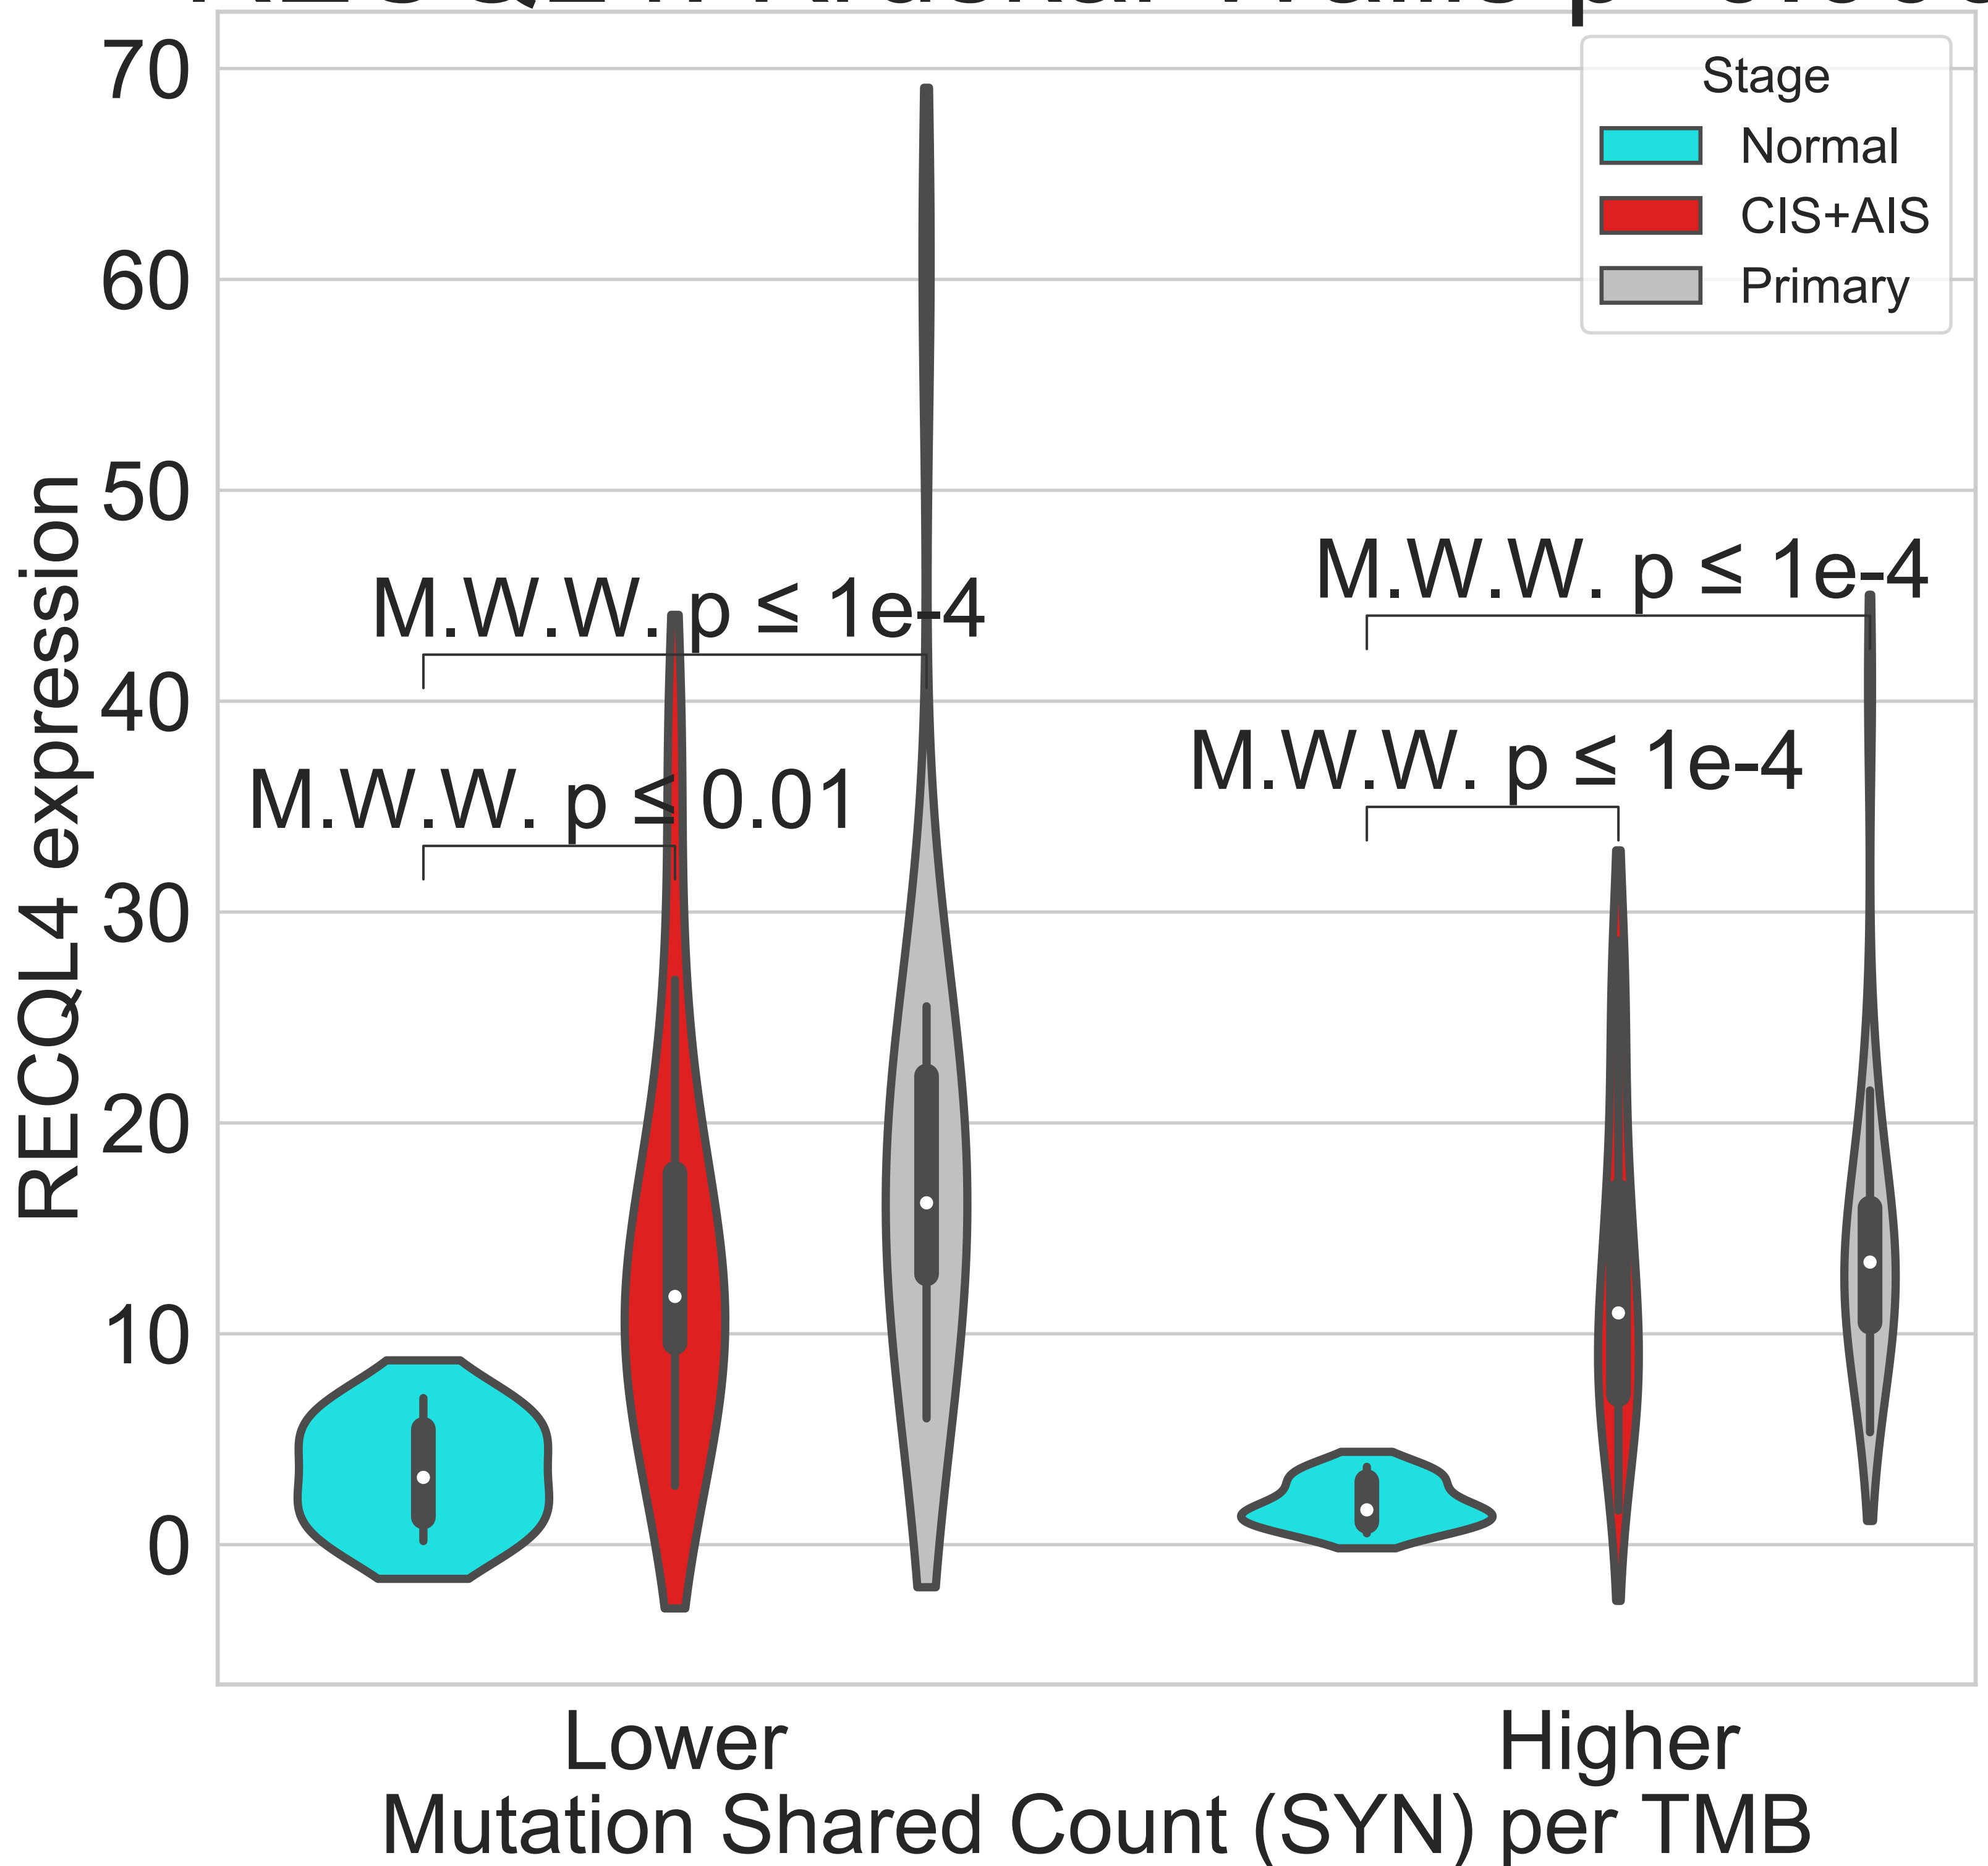 70
60
50
40
30
20
10
0
RECQL4 expression
Stage
Normal
CIS+AIS
Primary
M.W.W. p ≤ 1e-4
M.W.W. p ≤ 1e-4
M.W.W. p ≤ 1e-4
M.W.W. p ≤ 0.01
Lower
Higher
Mutation Shared Count (SYN) per TMB